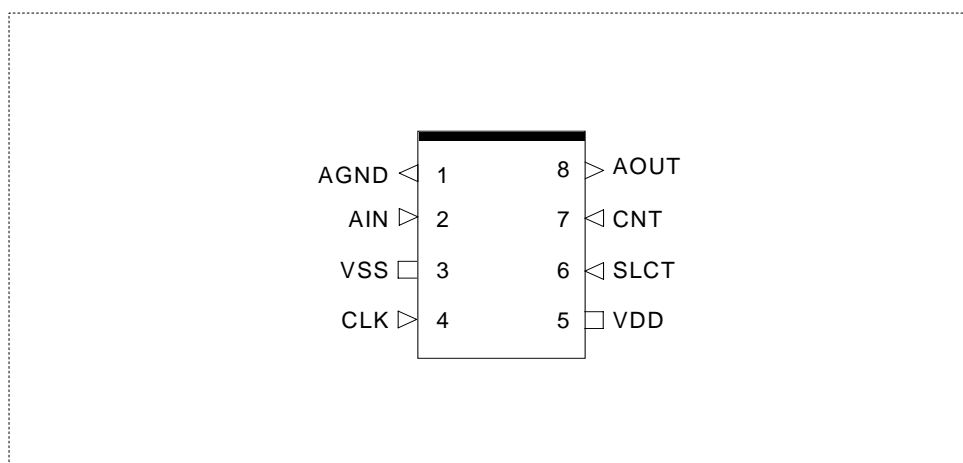 AGND 1 8 AOUT
AIN 2 7 CNT
VSS 3 6 SLCT
CLK 4 5 VDD